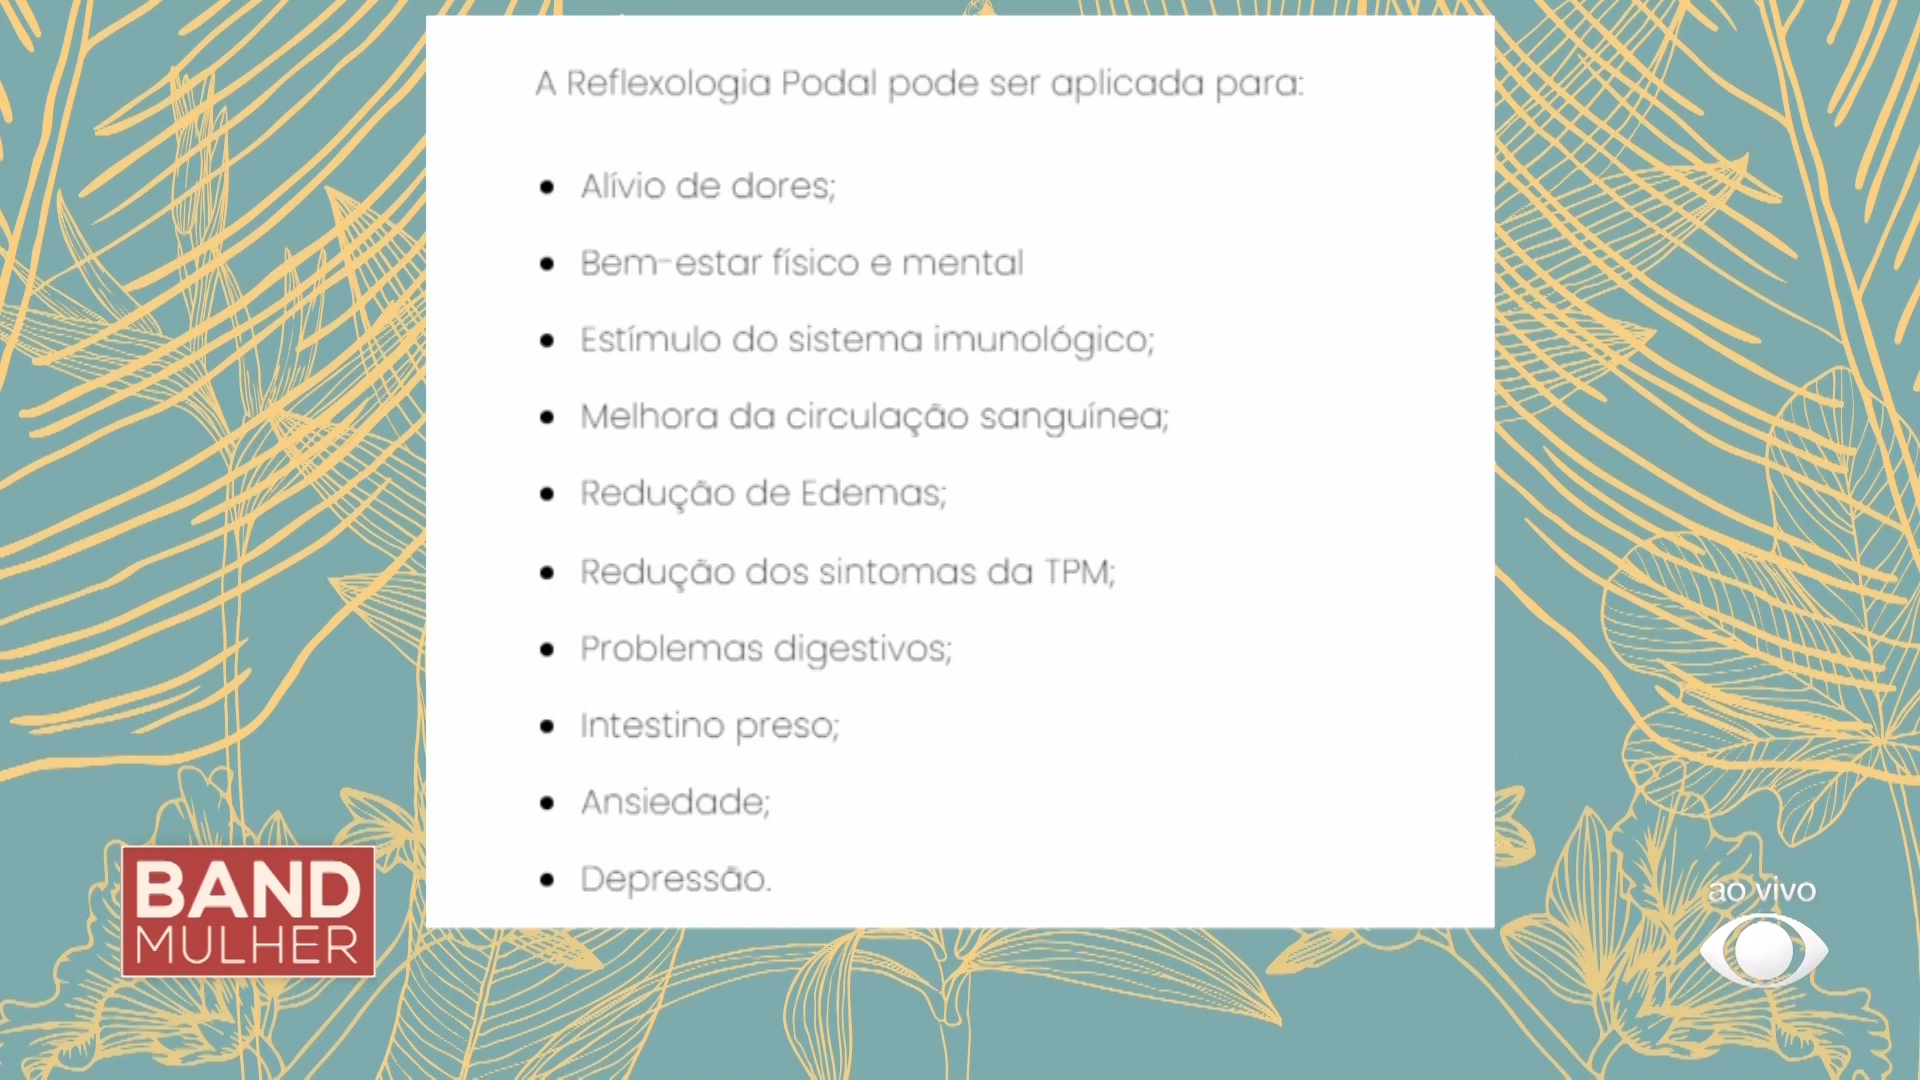 A Reflexologia Podal pode ser aplicada para:
• Alívio de dores;
• Bem-estar físico e mental
• Estímulo do sistema imunológico;
• Melhora da circulação sanguínea;
• Redução de Edemas;
• Redução dos sintomas da TPM;
• Problemas digestivos;
• Intestino preso;
• Ansiedade;
• Depressão.
BAND
MULHER
ao vivo